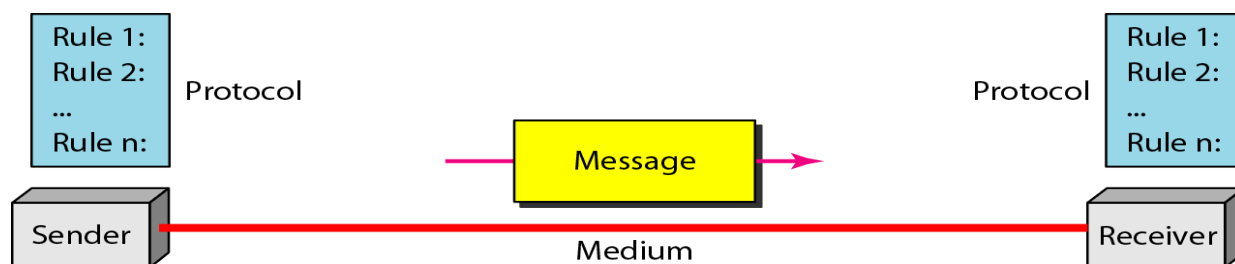 Rule 1:
Rule 2:
...
Rule n:
Protocol
Message
Protocol
Rule 1:
Rule 2:
...
Rule n:
Sender
Medium
Receiver